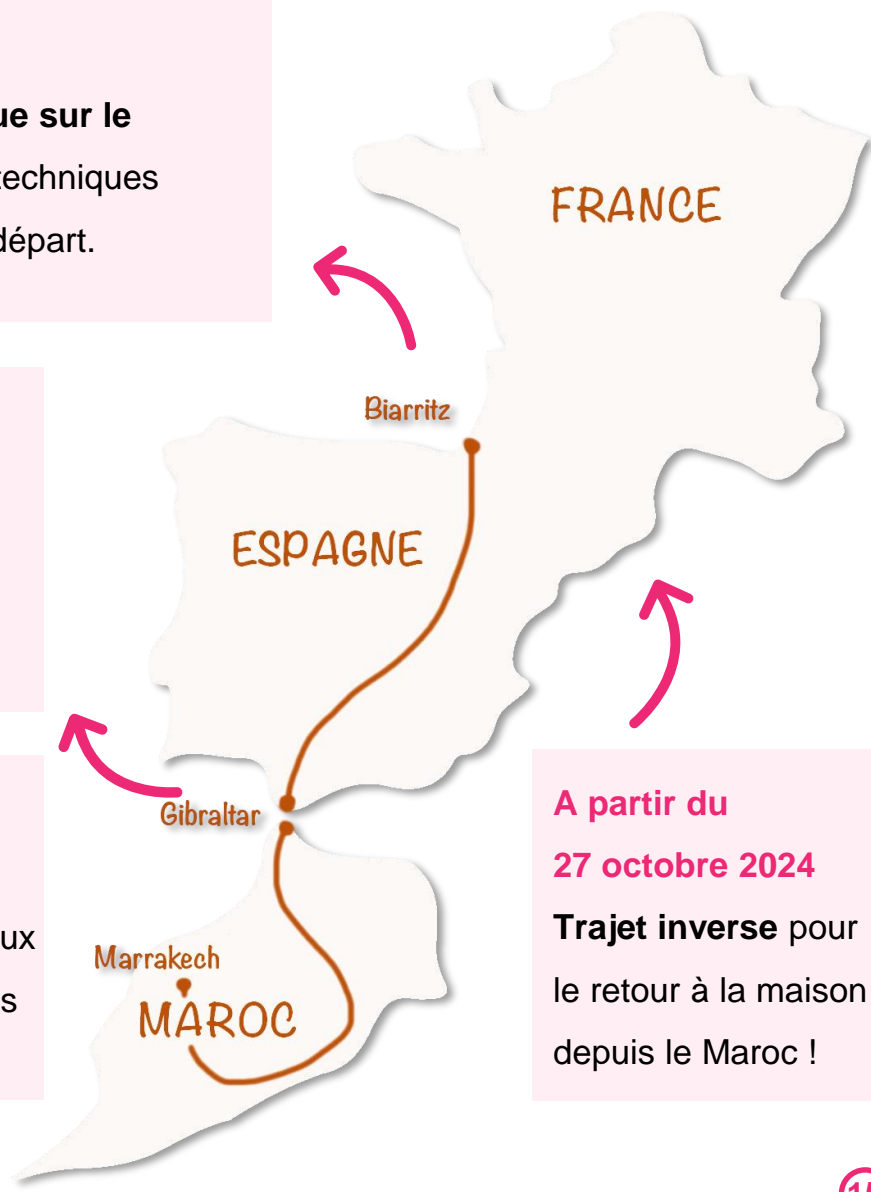 ue sur le
techniques
départ.
FRANCE
Biarritz
ESPAGNE
Gibraltar
ux
s
Marrakech
MAROC
A partir du
27 octobre 2024
Trajet inverse pour
le retour à la maison
depuis le Maroc !